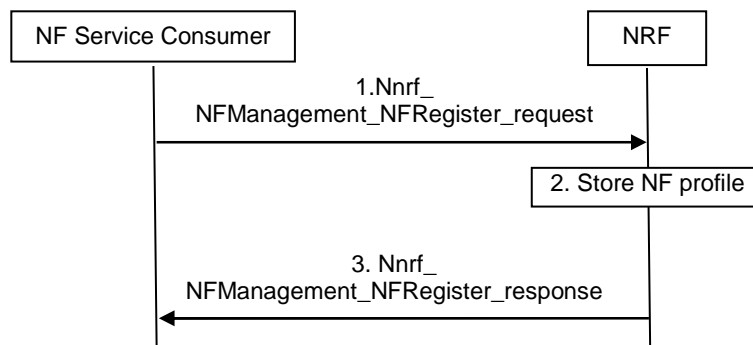 NF Service Consumer
NRF
1.Nnrf_
NFManagement_NFRegister_request
2. Store NF profile
3. Nnrf_
NFManagement_NFRegister_response